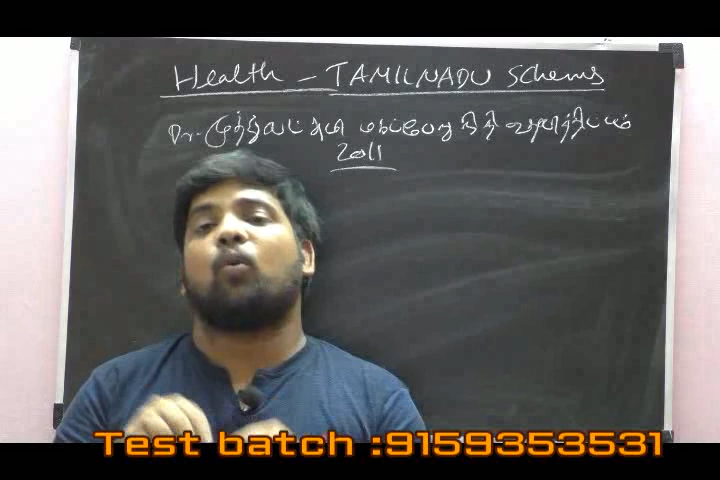 Health – TAMILNADU Schems
Dr. முத்துலட்சுமி மகப்பேறு நிதி உதவித்திட்டம்
2011
Test batch :9159353531